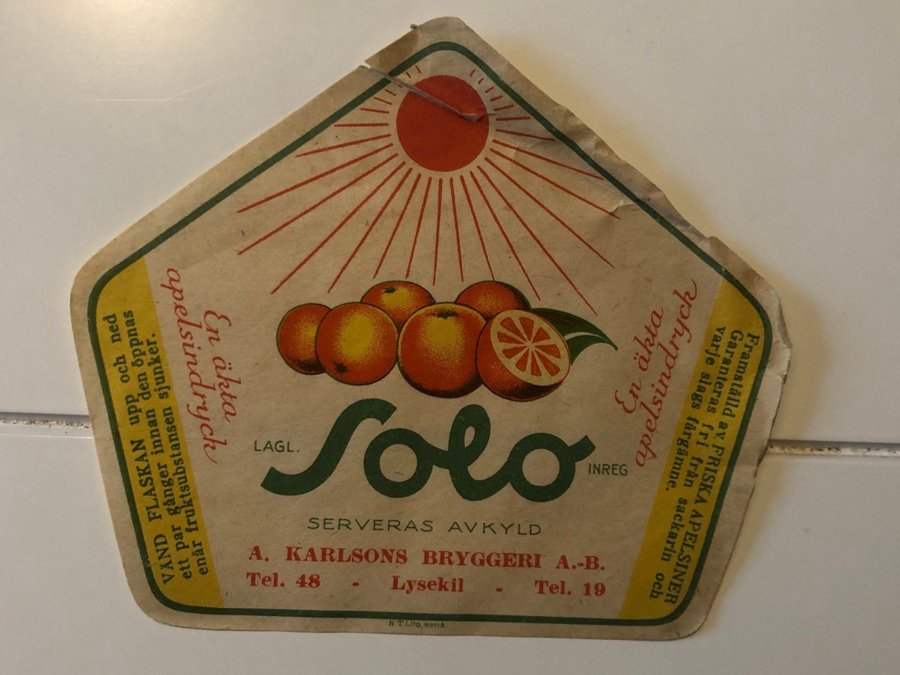 VÄND FLASKAN upp och ned
ett par gånger innan den öppnas
enär fruktsubstansen sjunker.
En äkta
apelsindryck
En äkta
apelsindryck
Framställd av FRISKA APELSINER
Garanteras fri från sackarin och
varje slags färgämne.
LAGL.
Solo
INREG
SERVERAS AVKYLD
A. KARLSONS BRYGGERI A.-B.
Tel. 48 - Lysekil - Tel. 19
N. T. Lito, Norrk